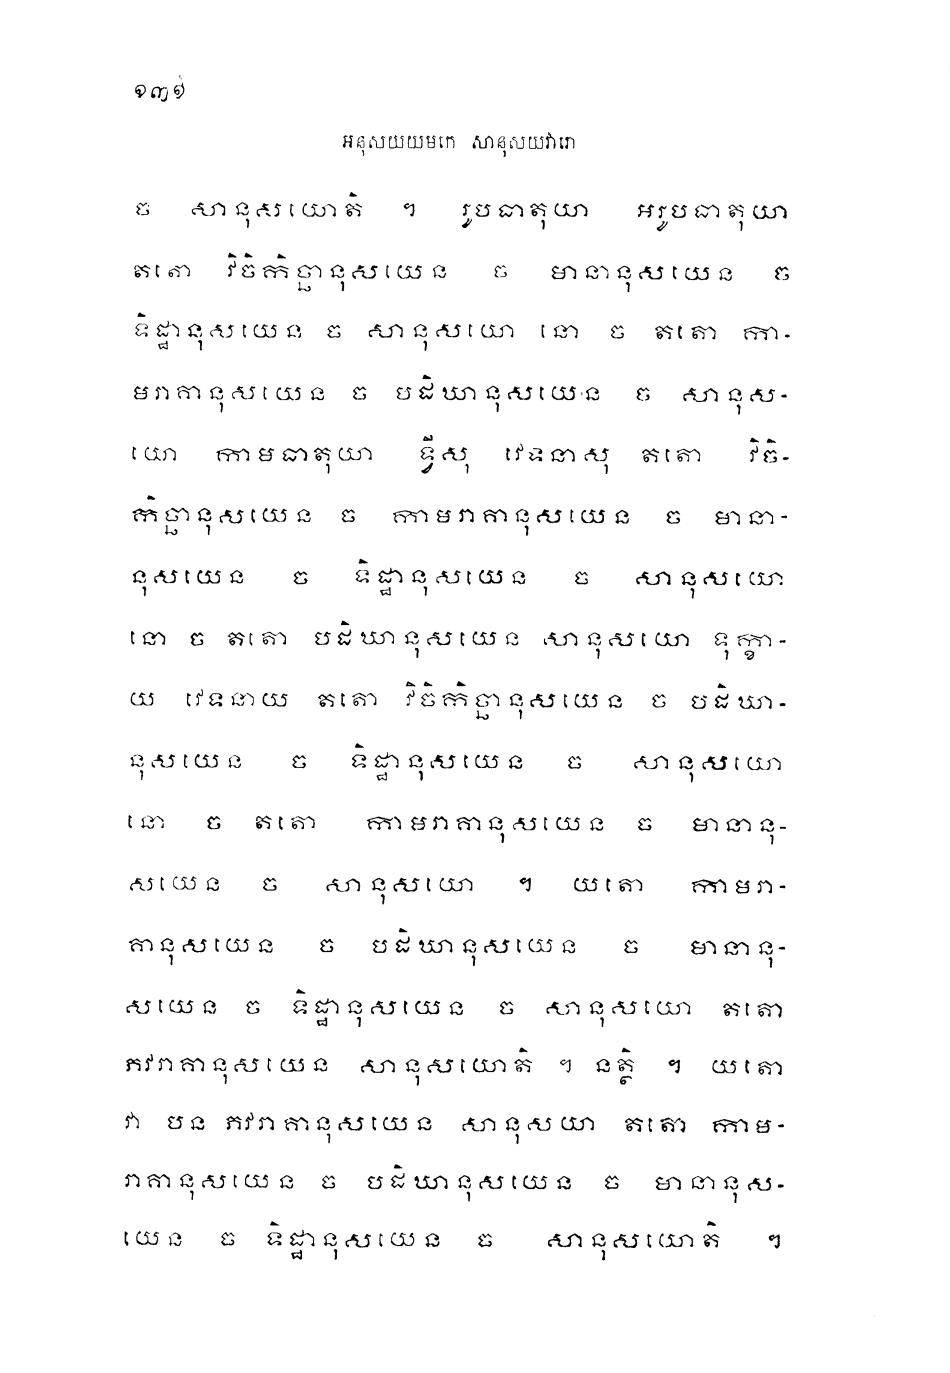 ១៣៦
អនុសយយមកេ សានុសយវារោ
ច សានុសយោតិ ។ រូបធាតុយា អរូបធាតុយា
តតោ វិចិកិច្ឆានុសយេន ច មានានុសយេន ច
ទិដ្ឋានុសយេន ច សានុសយោ នោ ច តតោ កា-
មរាគានុសយេន ច បដិឃានុសយេន ច សានុស-
យោ កាមធាតុយា ទ្វីសុ វេទនាសុ តតោ វិចិ-
កិច្ឆានុសយេន ច កាមរាគានុសយេន ច មានា-
នុសយេន ច ទិដ្ឋានុសយេន ច សានុសយោ
នោ ច តតោ បដិឃានុសយេន សានុសយោ ទុក្ខា-
យ វេទនាយ តតោ វិចិកិច្ឆានុសយេន ច បដិឃា-
នុសយេន ច ទិដ្ឋានុសយេន ច សានុសយោ
នោ ច តតោ កាមរាគានុសយេន ច មានានុ-
សយេន ច សានុសយោ ។ យតោ កាមរា-
គានុសយេន ច បដិឃានុសយេន ច មានានុ-
សយេន ច ទិដ្ឋានុសយេន ច សានុសយោ តតោ
ភវរាគានុសយេន សានុសយោតិ ។ នត្ថិ ។ យតោ
វា បន ភវរាគានុសយេន សានុសយោ តតោ កាម-
រាគានុសយេន ច បដិឃានុសយេន ច មានានុស-
យេន ច ទិដ្ឋានុសយេន ច សានុសយោតិ ។